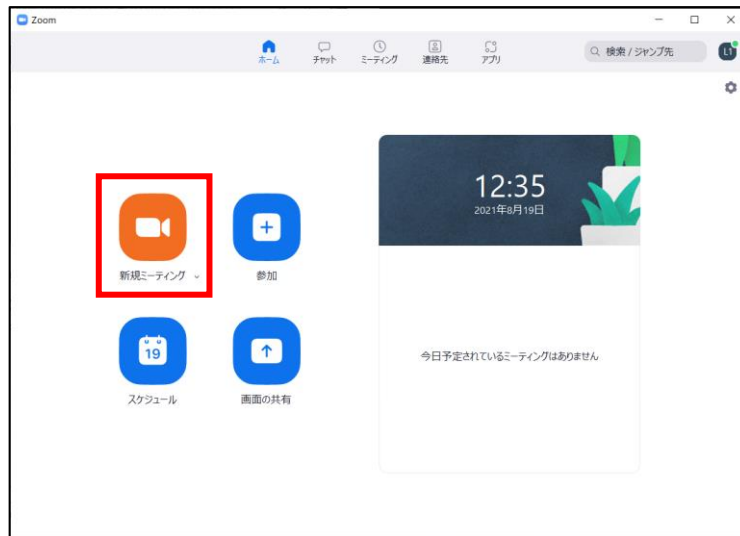 Zoom
ホーム
チャット
ミーティング
連絡先
アプリ
検索 / ジャンプ先
L1
12:35
2021年8月19日
新規ミーティング
参加
19
スケジュール
画面の共有
今日予定されているミーティングはありません